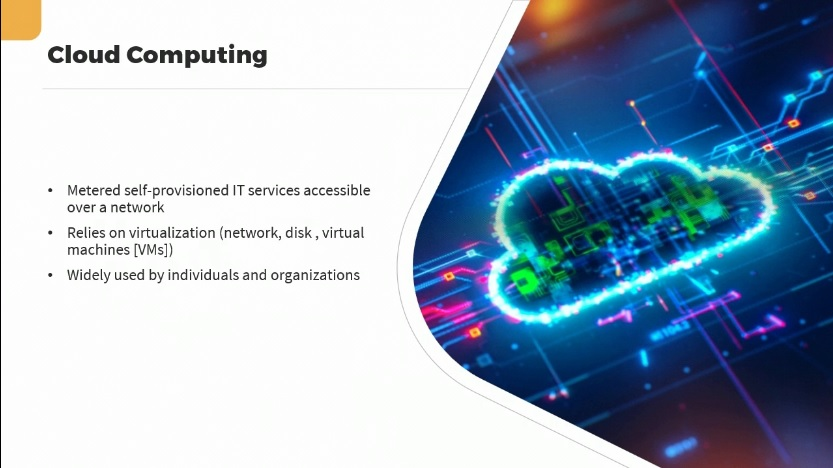 Cloud Computing
• Metered self-provisioned IT services accessible
over a network
• Relies on virtualization (network, disk , virtual
machines [VMs])
• Widely used by individuals and organizations